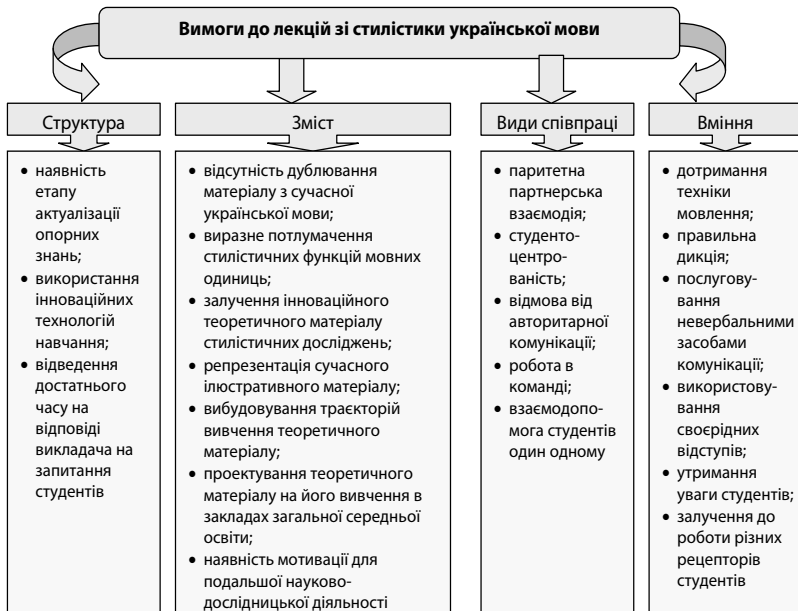 Вимоги до лекцій зі стилістики української мови
Структура
• наявність
етапу
актуалізації
опорних
знань;
• використання
інноваційних
технологій
навчання;
• відведення
достатнього
часу на
відповіді
викладача на
запитання
студентів
Зміст
• відсутність дублювання
матеріалу з сучасної
української мови;
• виразне потлумачення
стилістичних функцій мовних
одиниць;
• залучення інноваційного
теоретичного матеріалу
стилістичних досліджень;
• репрезентація сучасного
ілюстративного матеріалу;
• вибудовування траєкторій
вивчення теоретичного
матеріалу;
• проектування теоретичного
матеріалу на його вивчення в
закладах загальної середньої
освіти;
• наявність мотивації для
подальшої науково-
дослідницької діяльності
Види співпраці
• паритетна
партнерська
взаємодія;
• студенто-
центро-
ваність;
• відмова від
авторитарної
комунікації;
• робота в
команді;
• взаємодопо-
мога студентів
один одному
Вміння
• дотримання
техніки
мовлення;
• правильна
дикція;
• послугову-
вання
невербальними
засобами
комунікації;
• використову-
вання
своєрідних
відступів;
• утримання
уваги студентів;
• залучення до
роботи різних
рецепторів
студентів